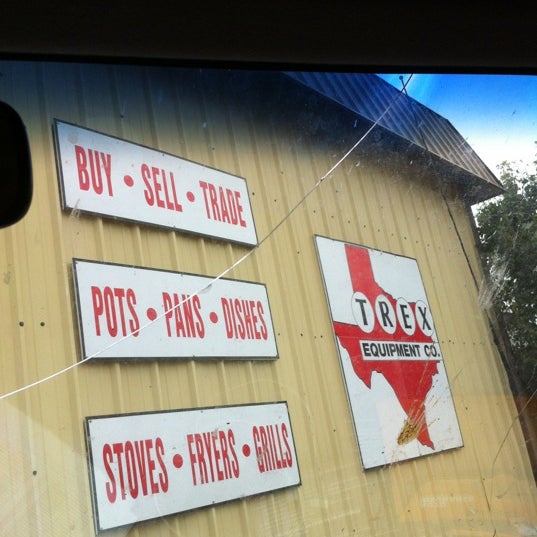 BUY • SELL • TRADE
POTS • PANS • DISHES
STOVES • FRYERS • GRILLS
TREX
EQUIPMENT CO.